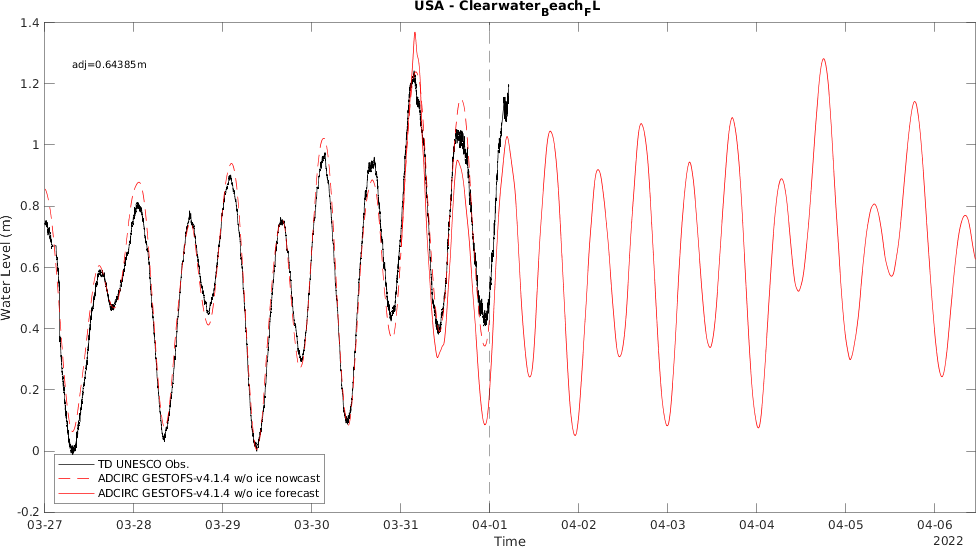 USA - Clearwater_Beach_FL
adj=0.64385m
1.4
1.2
1
0.8
0.6
0.4
0.2
0
-0.2
Water Level (m)
TD UNESCO Obs.
ADCIRC GESTOFS-v4.1.4 w/o ice nowcast
ADCIRC GESTOFS-v4.1.4 w/o ice forecast
03-27 03-28 03-29 03-30 03-31 04-01 04-02 04-03 04-04 04-05 04-06
Time
2022